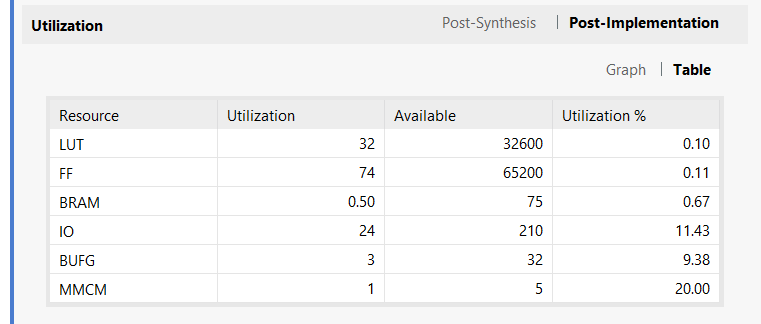 Utilization Post-Synthesis | Post-Implementation
Graph | Table
Resource Utilization Available Utilization %
LUT 32 32600 0.10
FF 74 65200 0.11
BRAM 0.50 75 0.67
IO 24 210 11.43
BUFG 3 32 9.38
MMCM 1 5 20.00